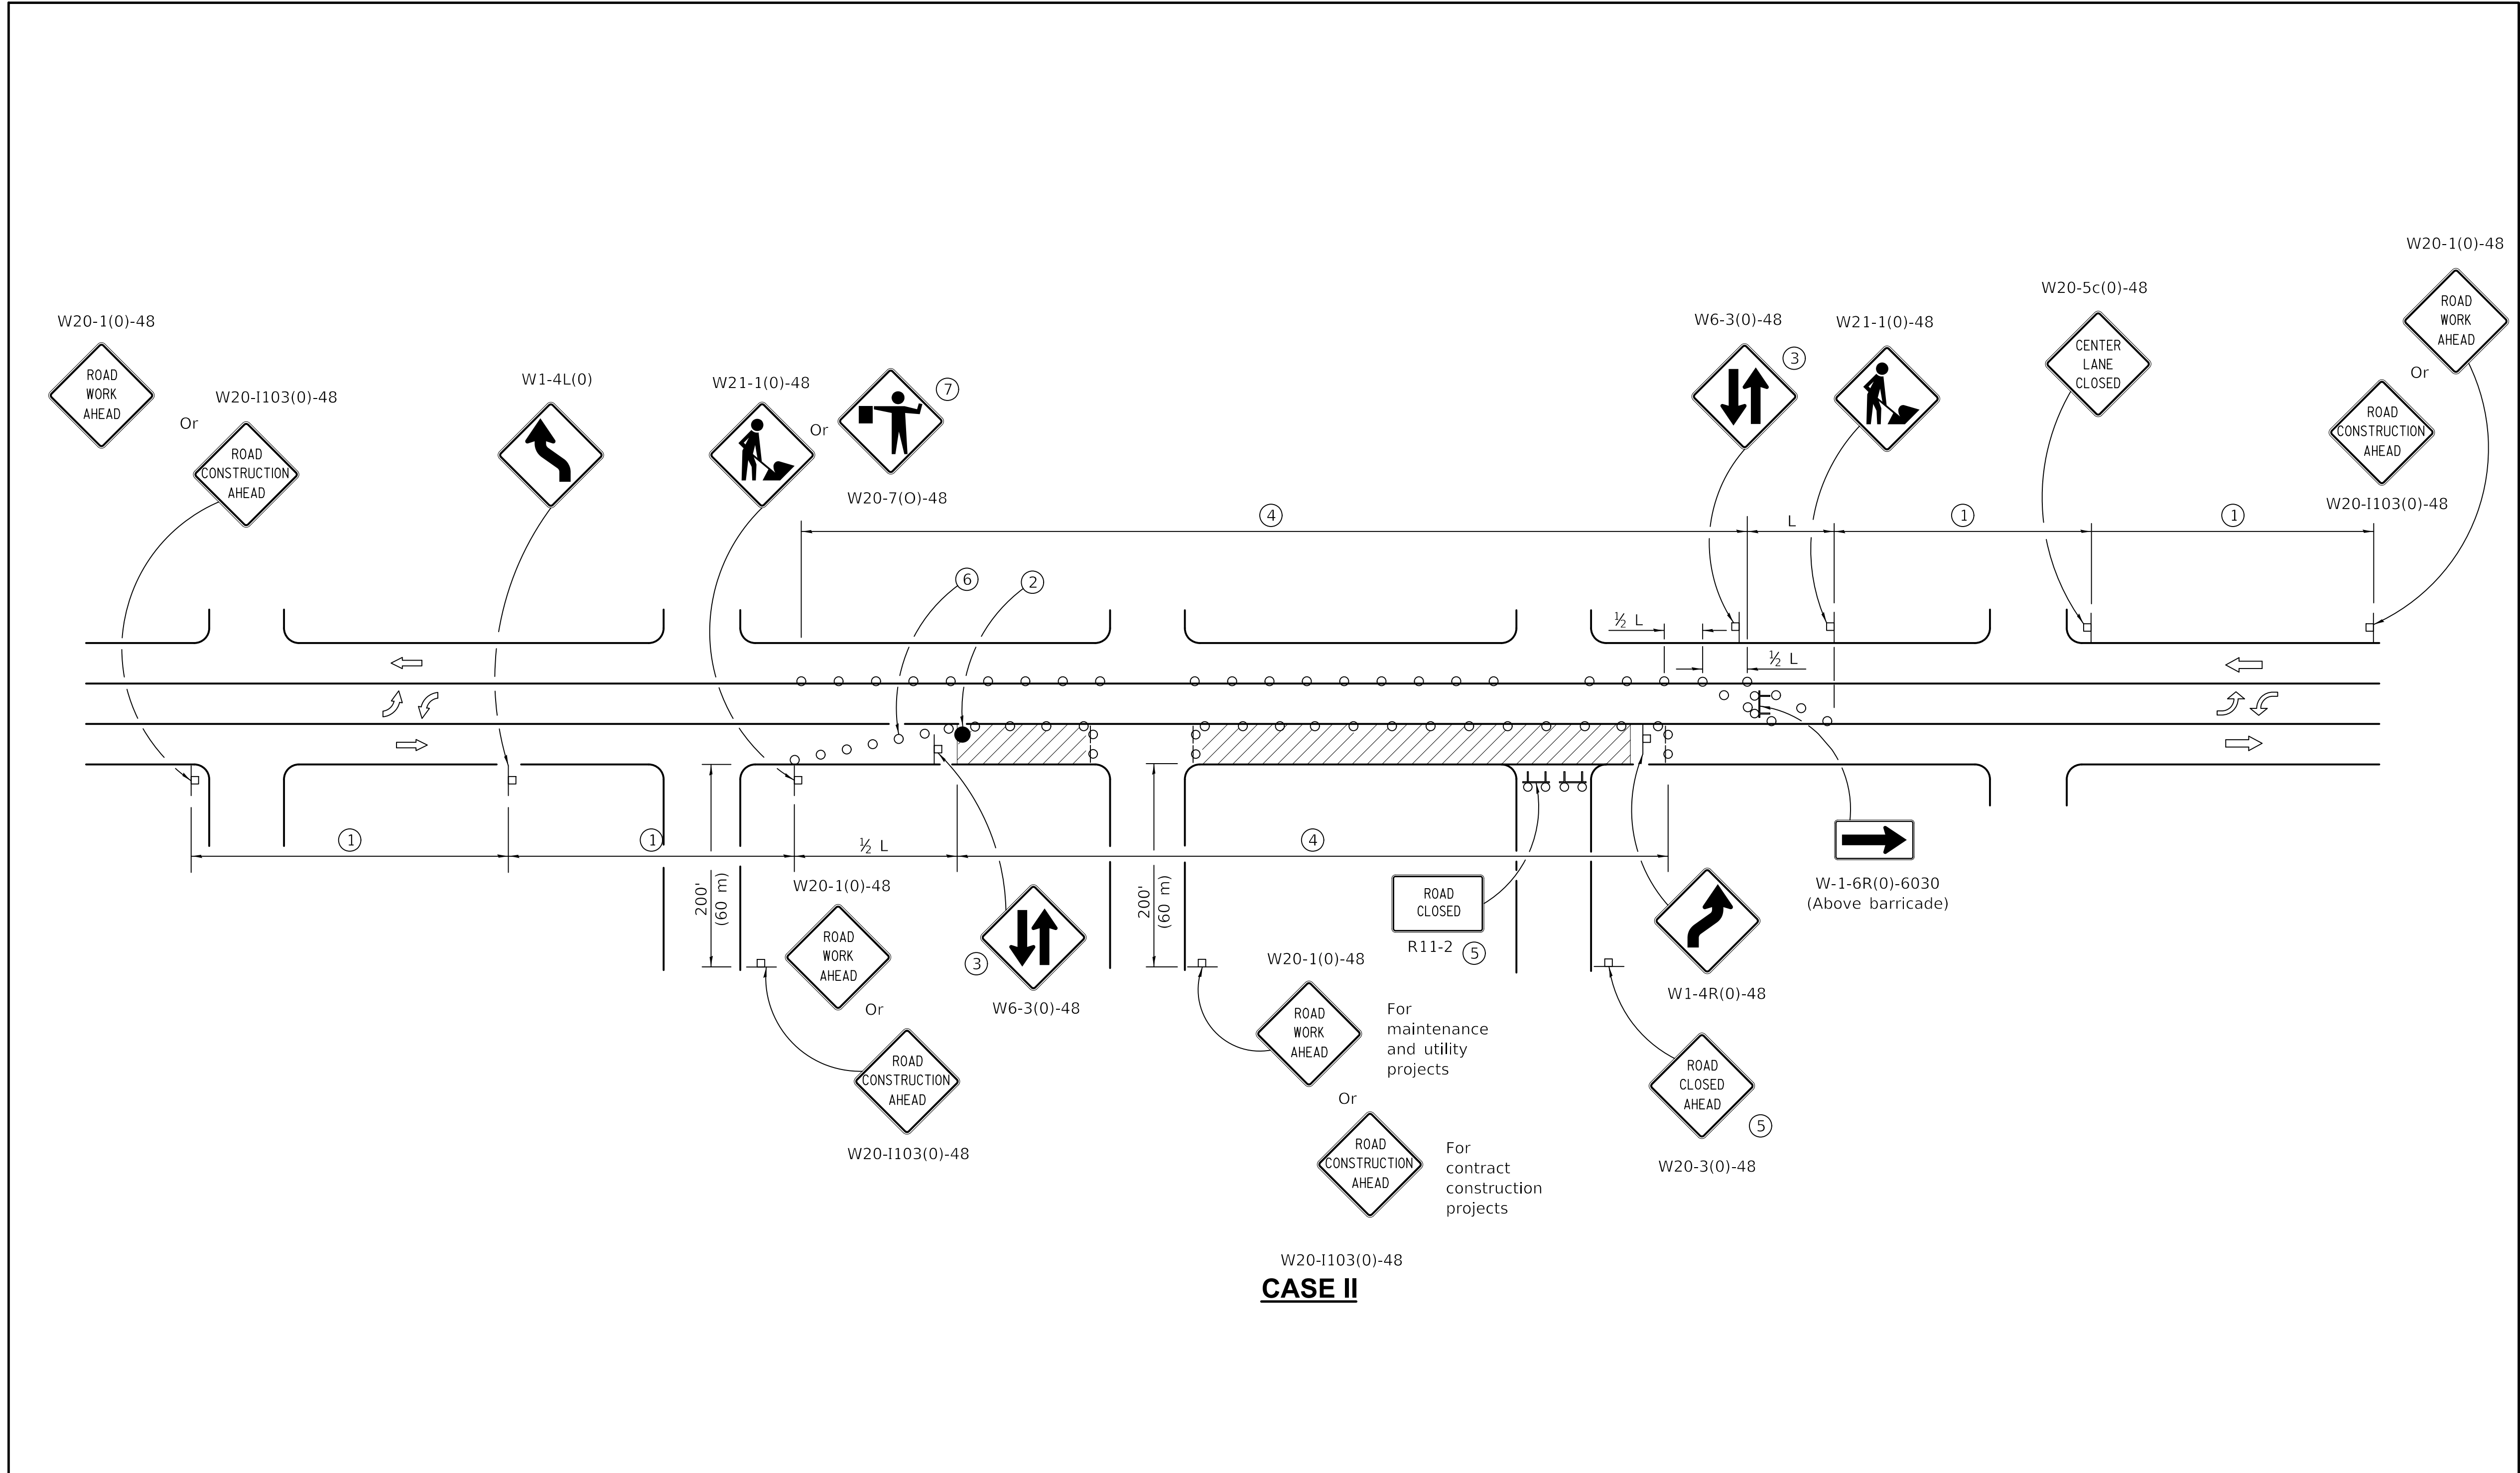 W20-1(0)-48
ROAD
WORK
AHEAD
Or
W20-I103(0)-48
ROAD
CONSTRUCTION
AHEAD
W1-4L(0)
W21-1(0)-48
Or
7
W20-7(O)-48
W6-3(0)-48
3
W21-1(0)-48
W20-5c(0)-48
CENTER
LANE
CLOSED
W20-1(0)-48
ROAD
WORK
AHEAD
Or
ROAD
CONSTRUCTION
AHEAD
W20-I103(0)-48
4
L
1
1
6
2
½ L
½ L
1
1
½ L
4
200'
(60 m)
200'
(60 m)
W20-1(0)-48
ROAD
WORK
AHEAD
Or
ROAD
CONSTRUCTION
AHEAD
W20-I103(0)-48
3
W6-3(0)-48
ROAD
CLOSED
R11-2
5
W-1-6R(0)-6030
(Above barricade)
W1-4R(0)-48
W20-1(0)-48
ROAD
WORK
AHEAD
For
maintenance
and utility
projects
Or
ROAD
CONSTRUCTION
AHEAD
For
contract
construction
projects
W20-I103(0)-48
ROAD
CLOSED
AHEAD
5
W20-3(0)-48
CASE II